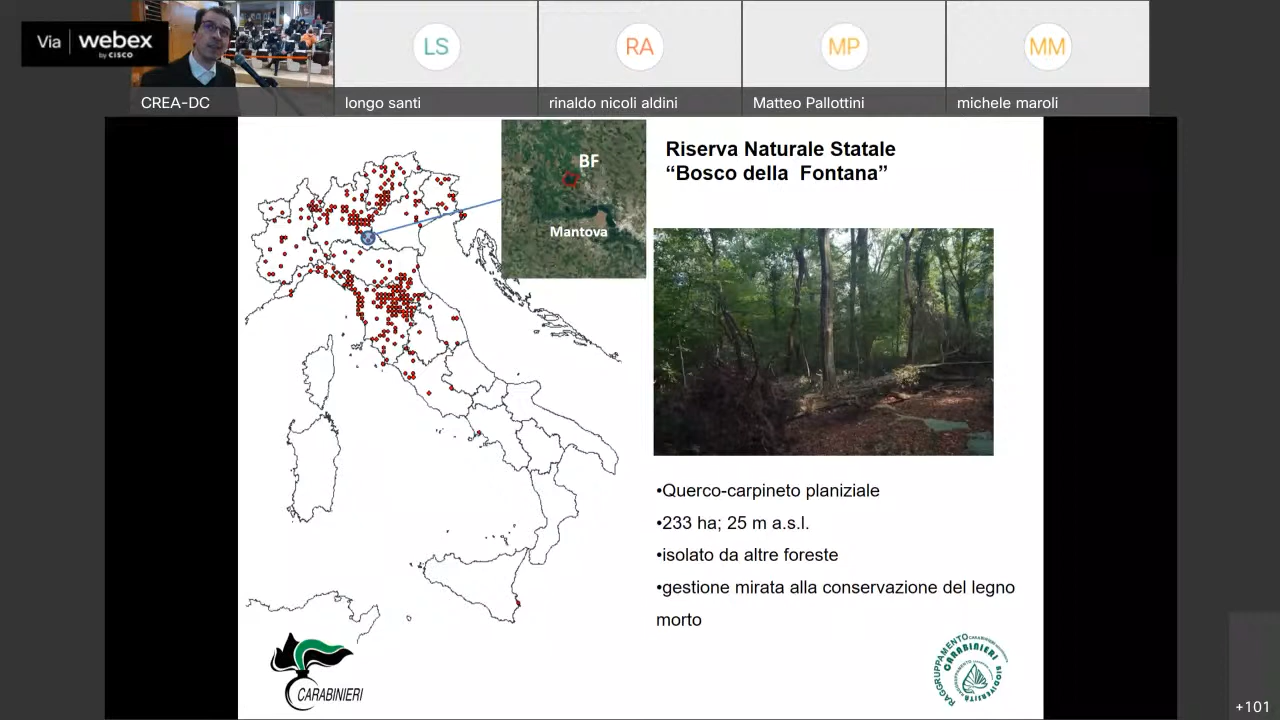 Via webex
by CISCO
LS
RA
MP
MM
CREA-DC
longo santi
rinaldo nicoli aldini
Matteo Pallottini
michele maroli
BF
Mantova
Riserva Naturale Statale
“Bosco della Fontana”
•Querco-carpineto planiziale
•233 ha; 25 m a.s.l.
•isolato da altre foreste
•gestione mirata alla conservazione del legno
morto
CARABINIERI
RAGGRUPPAMENTO
CARABINIERI
BIODIVERSITÀ
+101